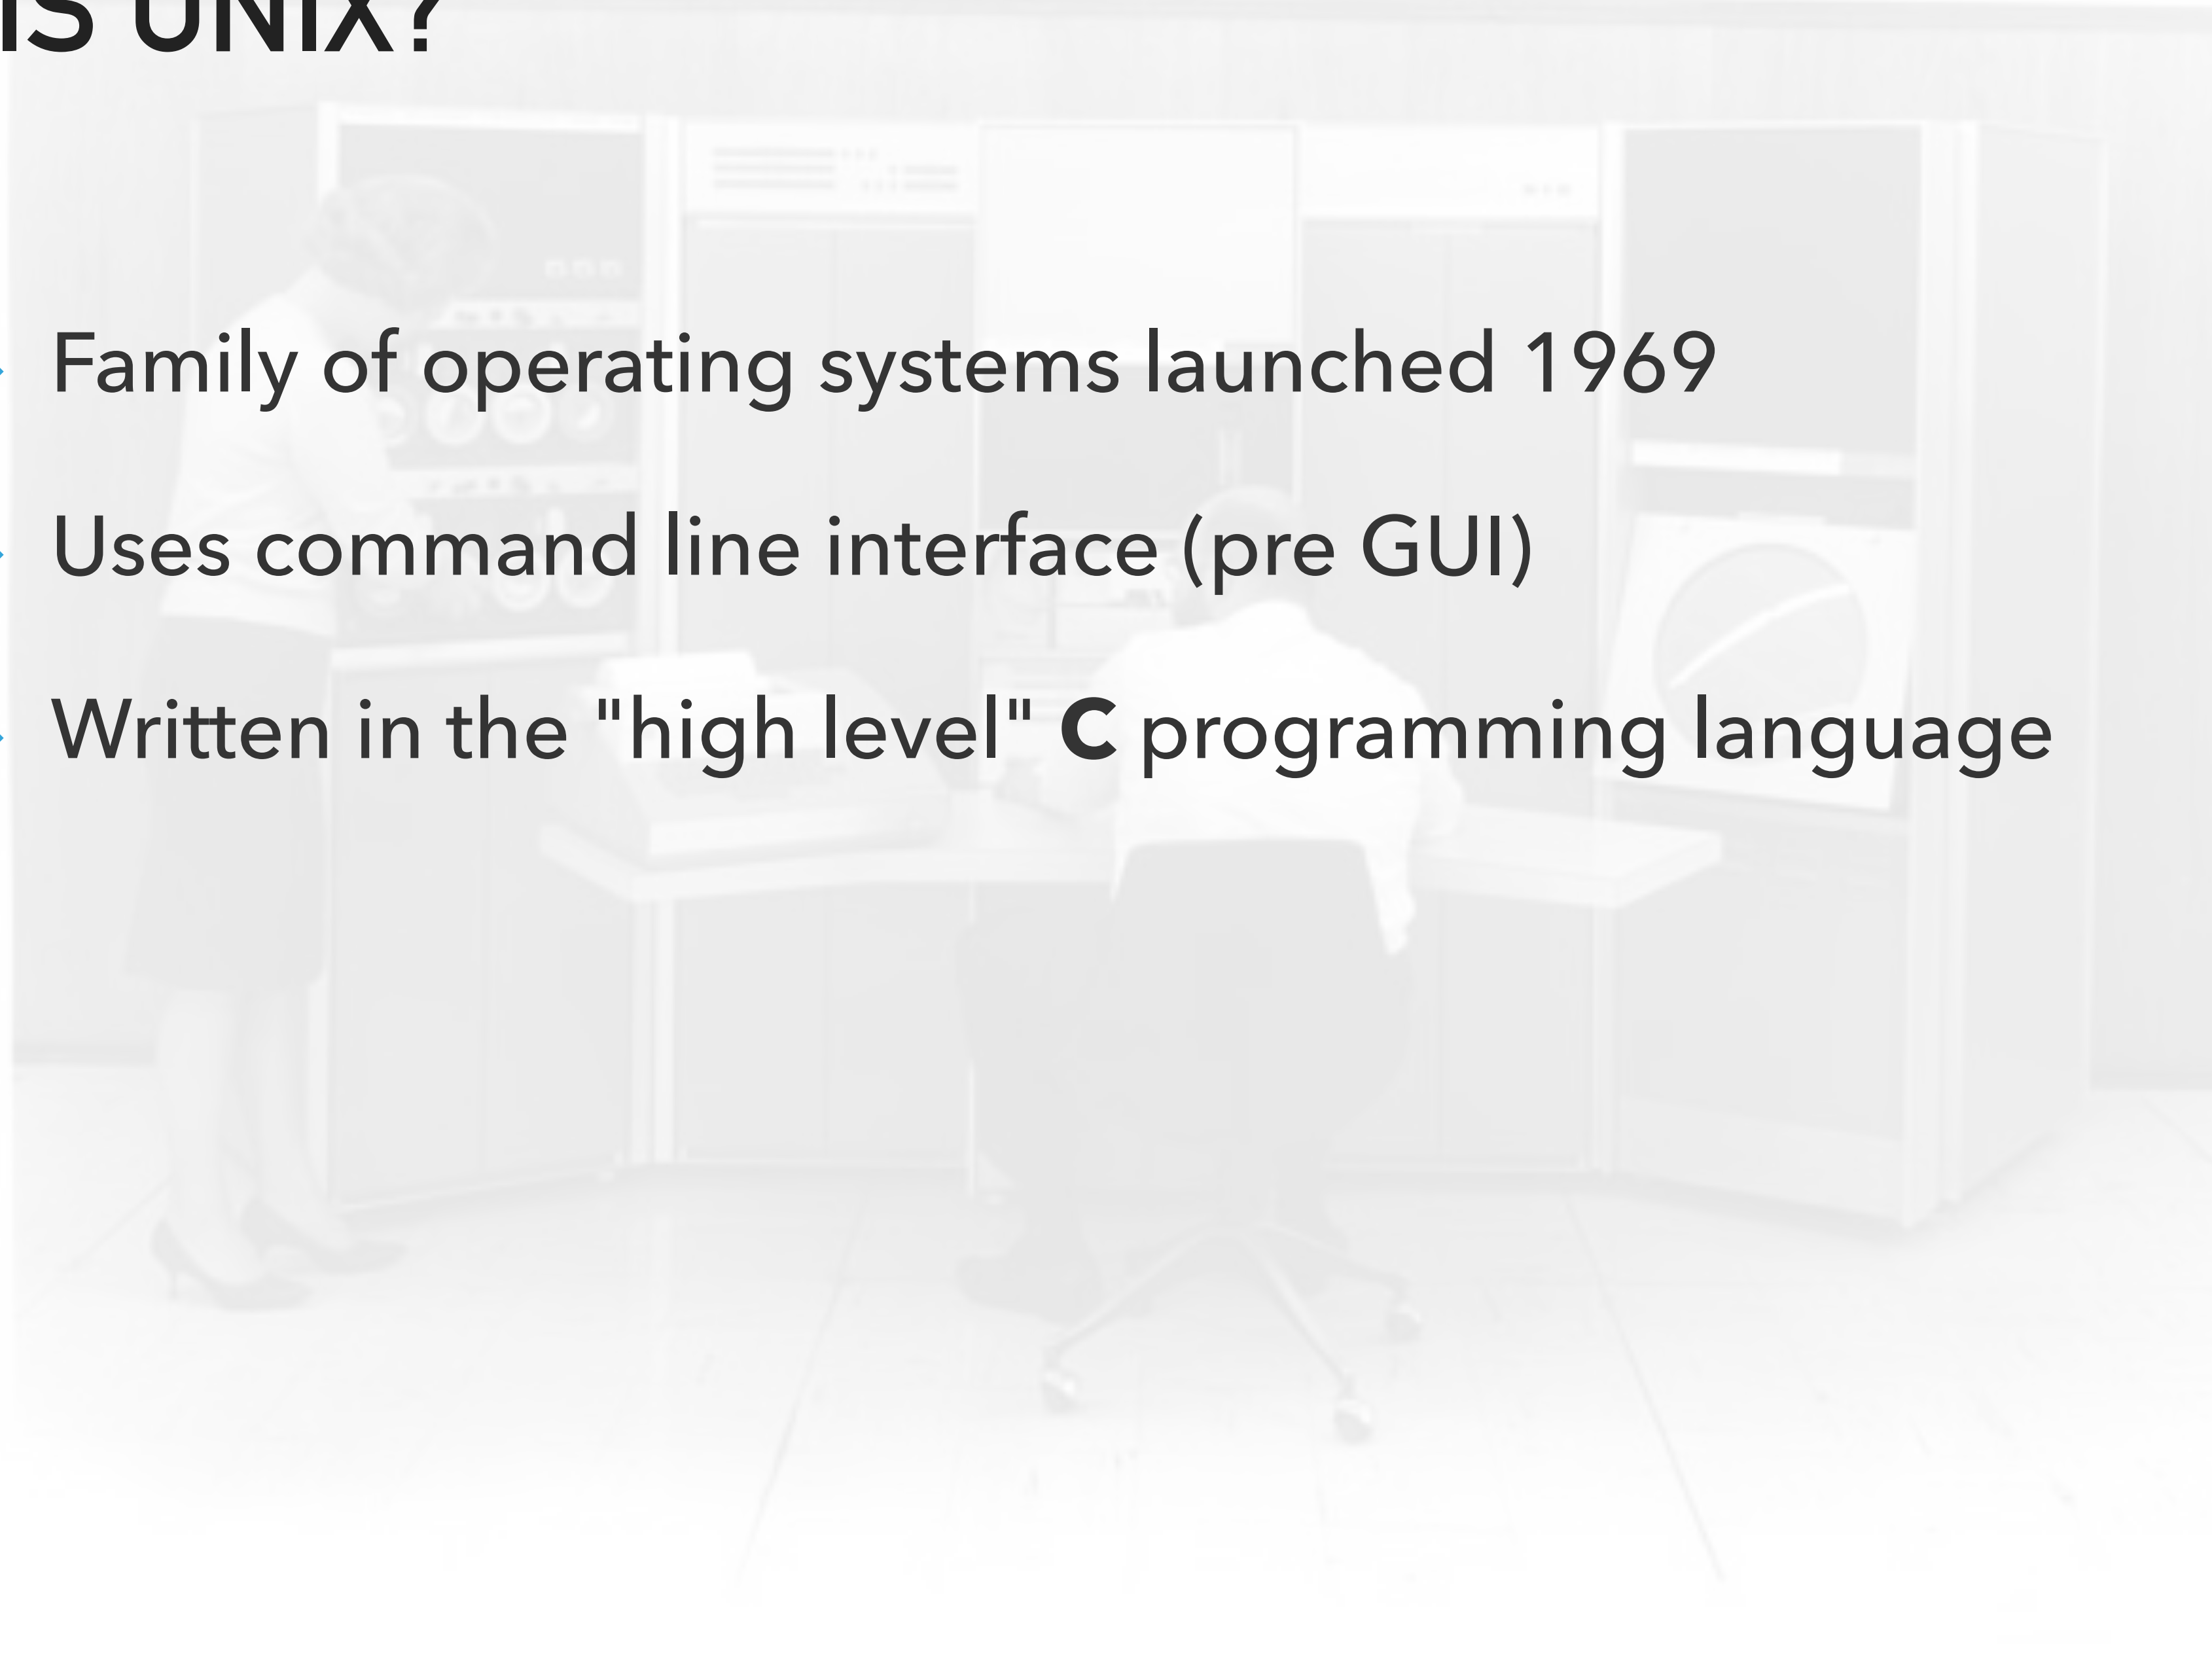 IS UNIX?
Family of operating systems launched 1969
Uses command line interface (pre GUI)
Written in the "high level" C programming language